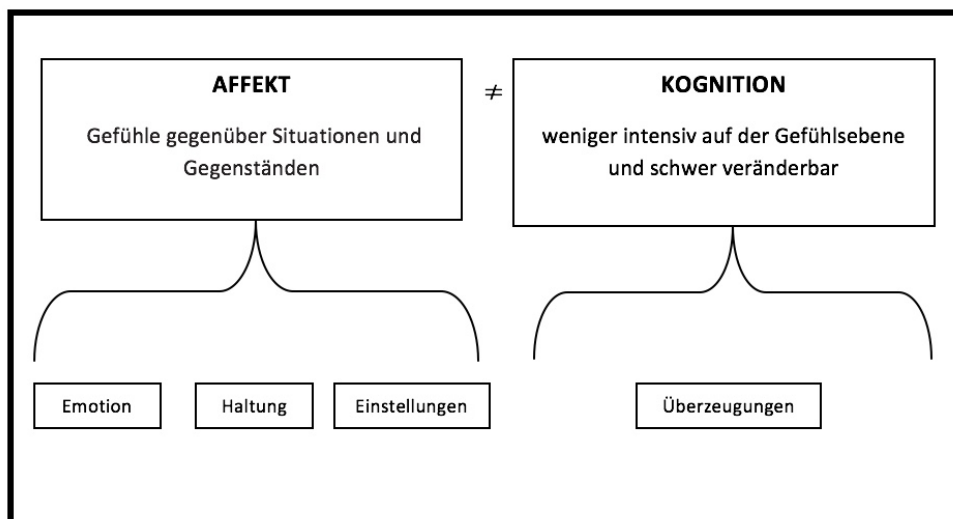 AFFEKT
Gefühle gegenüber Situationen und
Gegenständen
≠
KOGNITION
weniger intensiv auf der Gefühlsebene
und schwer veränderbar
Emotion
Haltung
Einstellungen
Überzeugungen